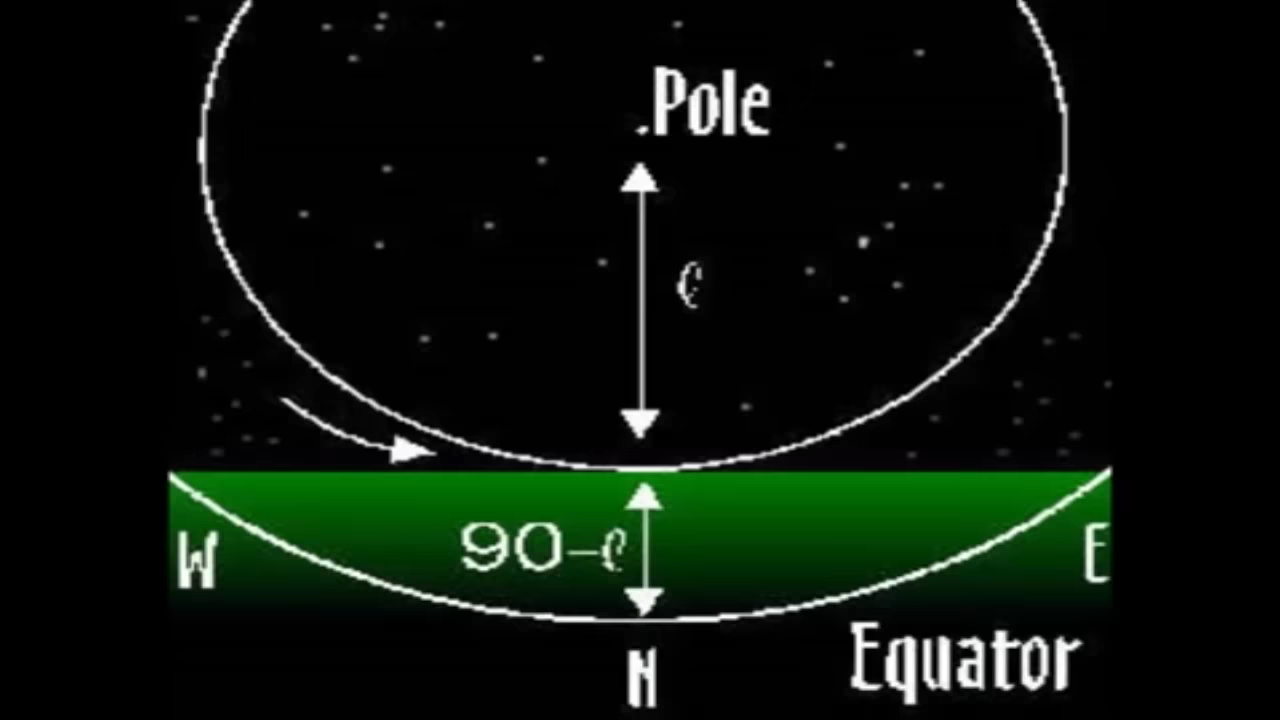 .Pole
ℓ
90-ℓ
W
E
N
Equator